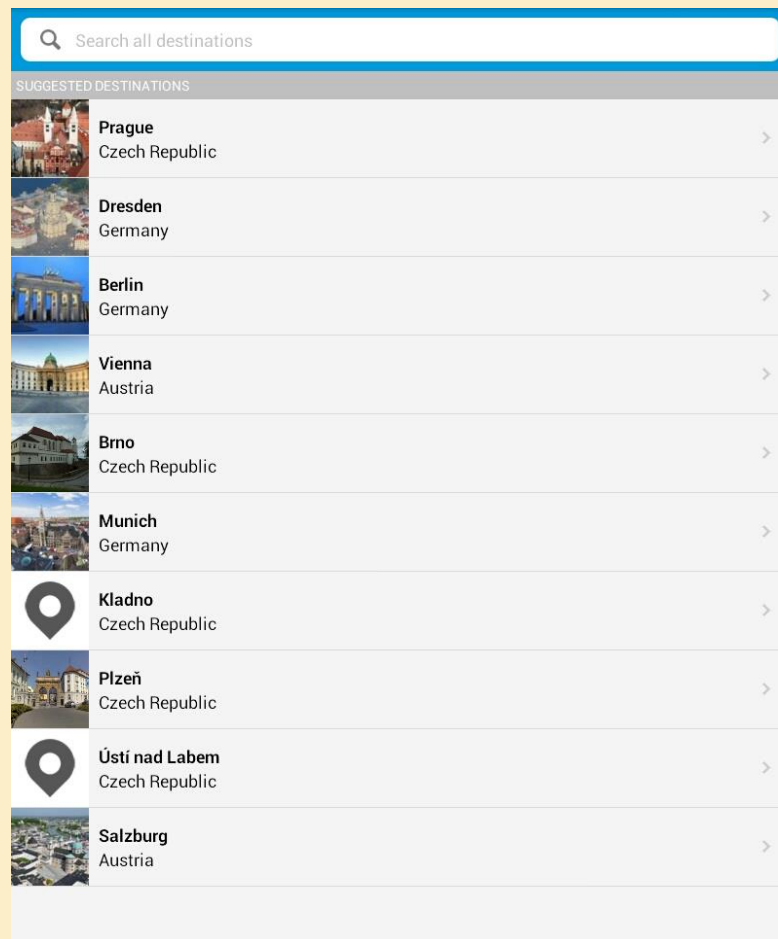 Search all destinations
SUGGESTED DESTINATIONS
Prague
Czech Republic
Dresden
Germany
Berlin
Germany
Vienna
Austria
Brno
Czech Republic
Munich
Germany
Kladno
Czech Republic
Plzeň
Czech Republic
Ústí nad Labem
Czech Republic
Salzburg
Austria